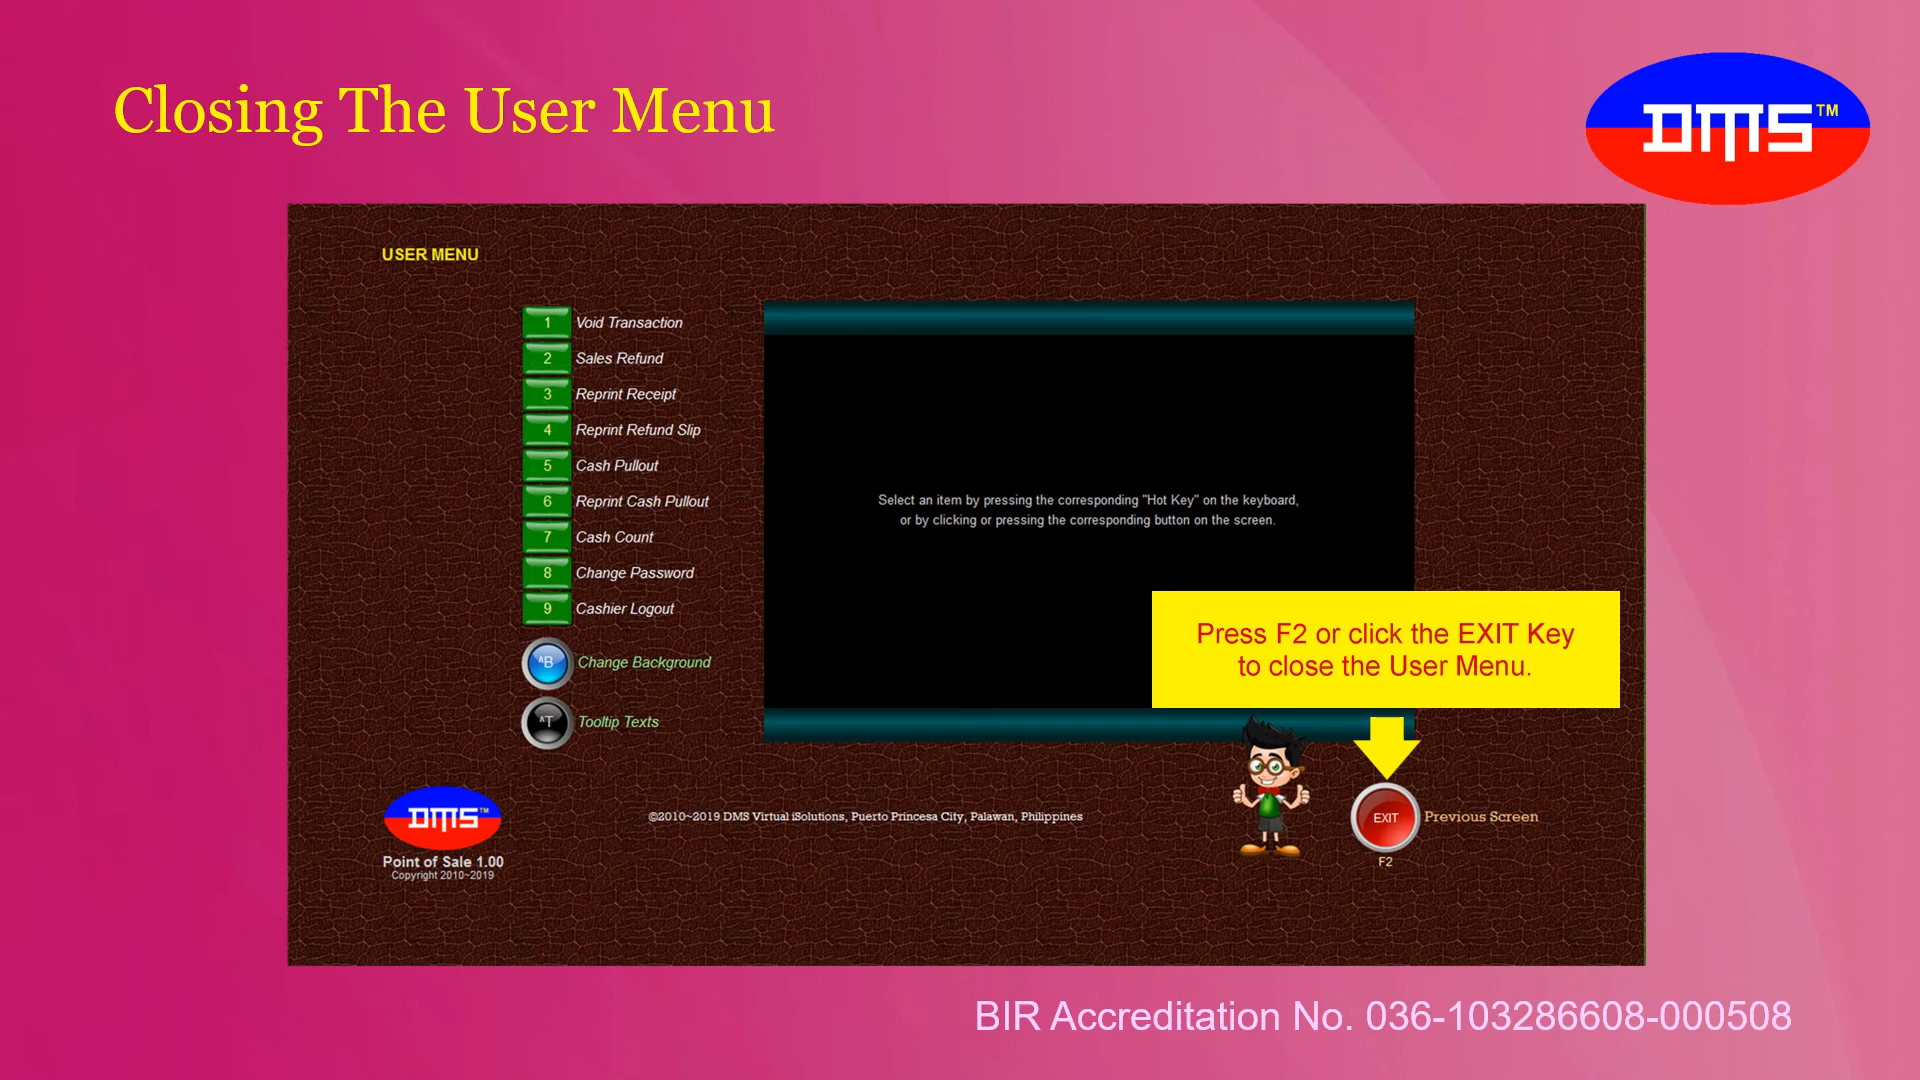 Closing The User Menu
DMS™
USER MENU
1 Void Transaction
2 Sales Refund
3 Reprint Receipt
4 Reprint Refund Slip
5 Cash Pullout
6 Reprint Cash Pullout
7 Cash Count
8 Change Password
9 Cashier Logout
^B Change Background
^T Tooltip Texts
Select an item by pressing the corresponding "Hot Key" on the keyboard,
or by clicking or pressing the corresponding button on the screen.
Press F2 or click the EXIT Key
to close the User Menu.
DMS™
Point of Sale 1.00
Copyright 2010~2019
©2010~2019 DMS Virtual iSolutions, Puerto Princesa City, Palawan, Philippines
EXIT Previous Screen
F2
BIR Accreditation No. 036-103286608-000508